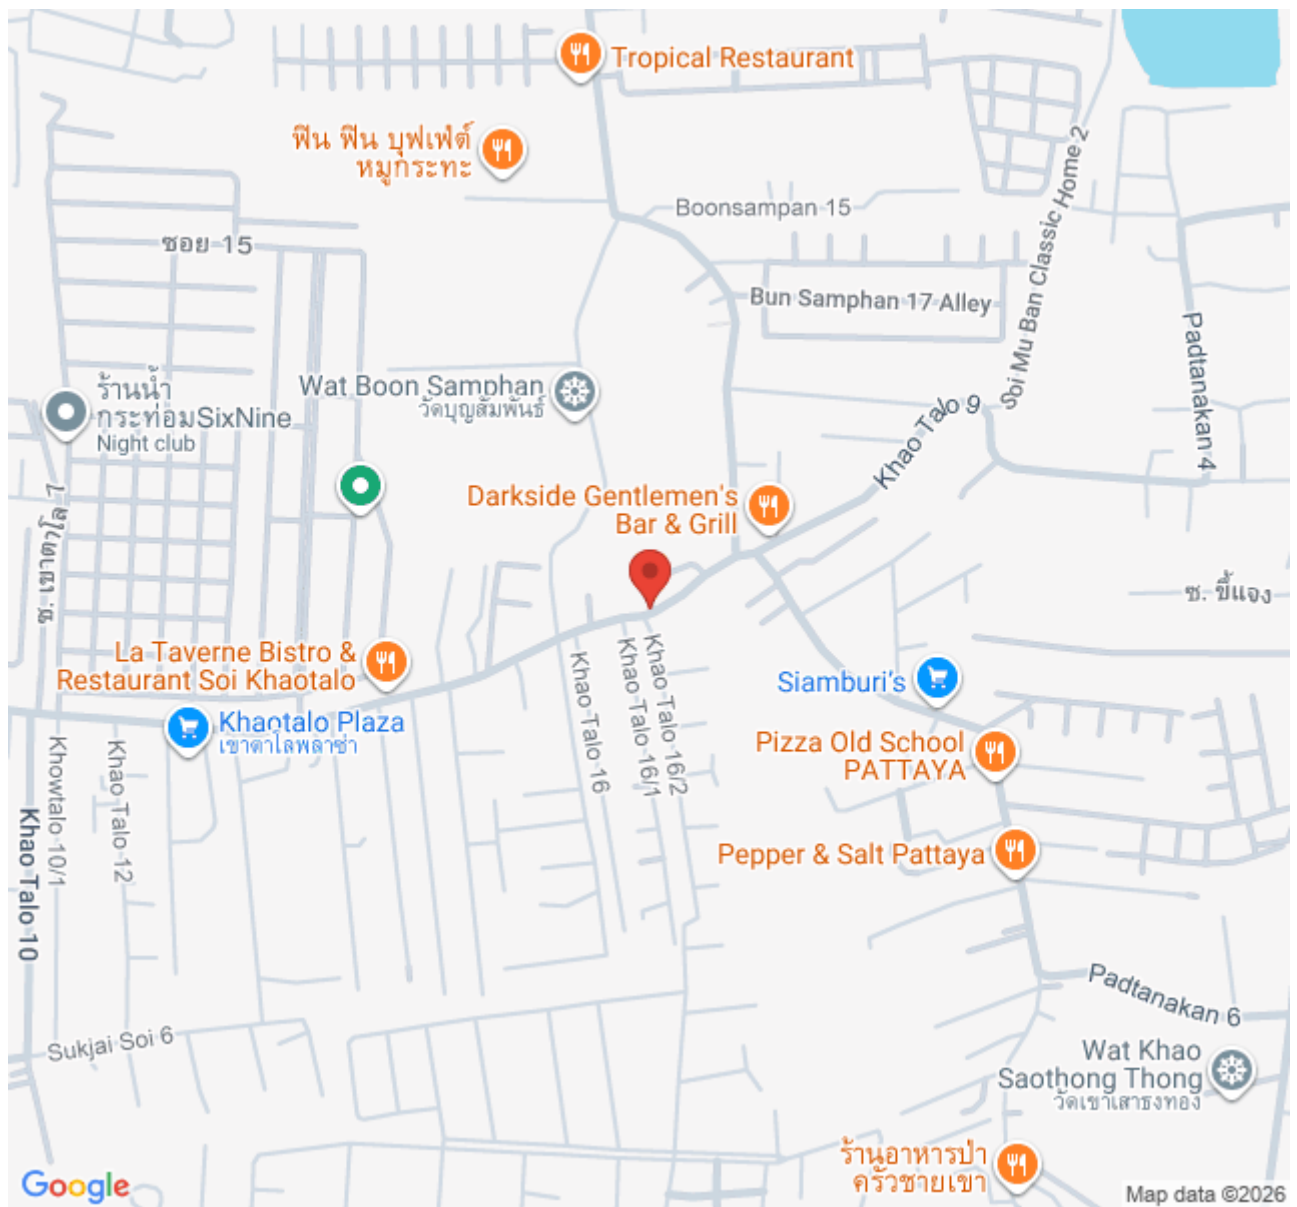 Tropical Restaurant
ฟิน ฟิน บุฟเฟ่ต์
หมูกระทะ
Boonsampan 15
ซอย 15
Soi Mu Ban Classic Home 2
Bun Samphan 17 Alley
Padtanakan 4
ร้านน้ำ
กระท่อมSixNine
Night club
Wat Boon Samphan
วัดบุญสัมพันธ์
Khao Talo 9
Darkside Gentlemen's
Bar & Grill
ซ. เขาตาโล 7
ซ. ขี้แจง
La Taverne Bistro &
Restaurant Soi Khaotalo
Khaotalo Plaza
เขาตาโลพลาซ่า
Khao Talo 16
Khao Talo 16/1
Khao Talo 16/2
Siamburi's
Pizza Old School
PATTAYA
Khowtalo 10/1
Khao Talo 12
Khao Talo 10
Pepper & Salt Pattaya
Padtanakan 6
Sukjai Soi 6
Wat Khao
Saothong Thong
วัดเขาเสาธงทอง
ร้านอาหารป่า
ครัวชายเขา
Google
Map data ©2026